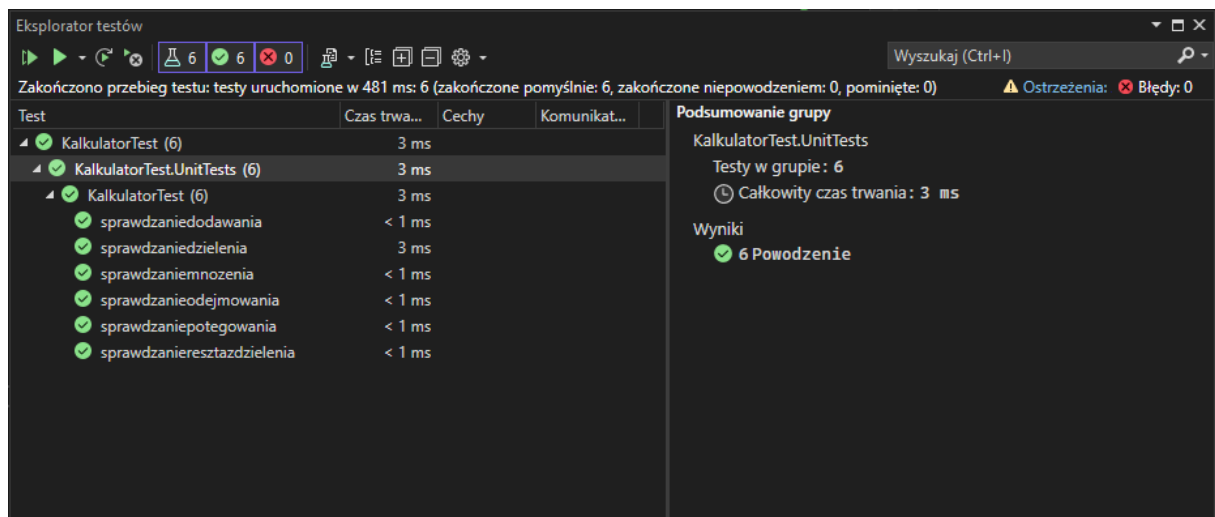 Eksplorator testów
6 6 0
Wyszukaj (Ctrl+I)
Zakończono przebieg testu: testy uruchomione w 481 ms: 6 (zakończone pomyślnie: 6, zakończone niepowodzeniem: 0, pominięte: 0) Ostrzeżenia: Błędy: 0
Test Czas trwa... Cechy Komunikat...
KalkulatorTest (6) 3 ms
KalkulatorTest.UnitTests (6) 3 ms
KalkulatorTest (6) 3 ms
sprawdzaniedodawania < 1 ms
sprawdzaniedzielenia 3 ms
sprawdzaniemnozenia < 1 ms
sprawdzanieodejmowania < 1 ms
sprawdzaniepotegowania < 1 ms
sprawdzanieresztazdzielenia < 1 ms
Podsumowanie grupy
KalkulatorTest.UnitTests
Testy w grupie: 6
Całkowity czas trwania: 3 ms
Wyniki
6 Powodzenie